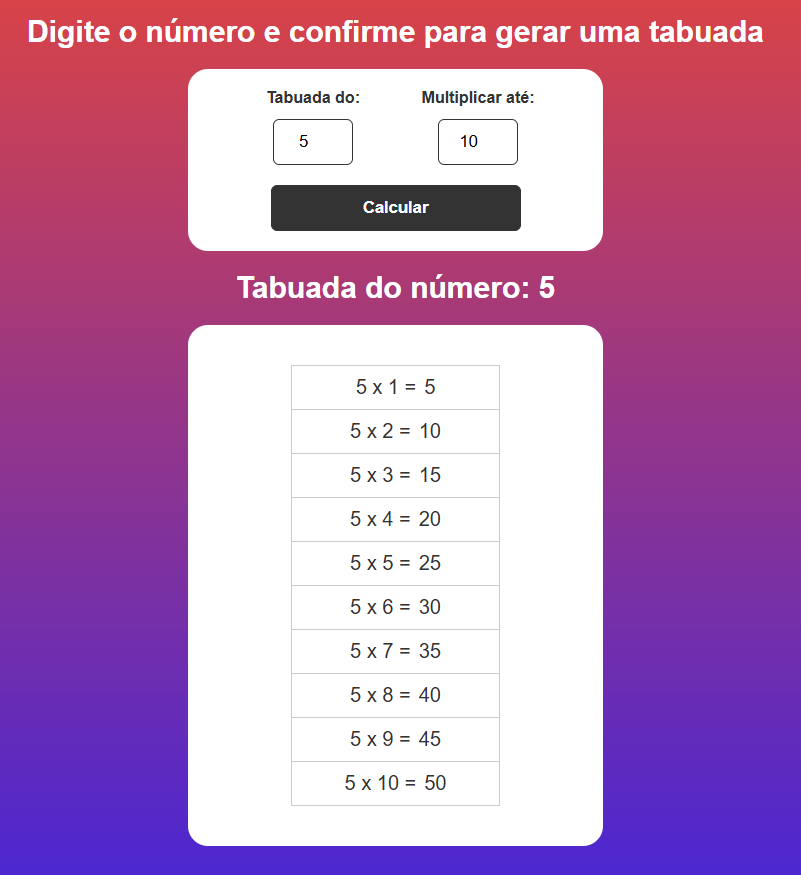 Digite o número e confirme para gerar uma tabuada
Tabuada do: Multiplicar até:
5 10
Calcular
Tabuada do número: 5
5 x 1 = 5
5 x 2 = 10
5 x 3 = 15
5 x 4 = 20
5 x 5 = 25
5 x 6 = 30
5 x 7 = 35
5 x 8 = 40
5 x 9 = 45
5 x 10 = 50